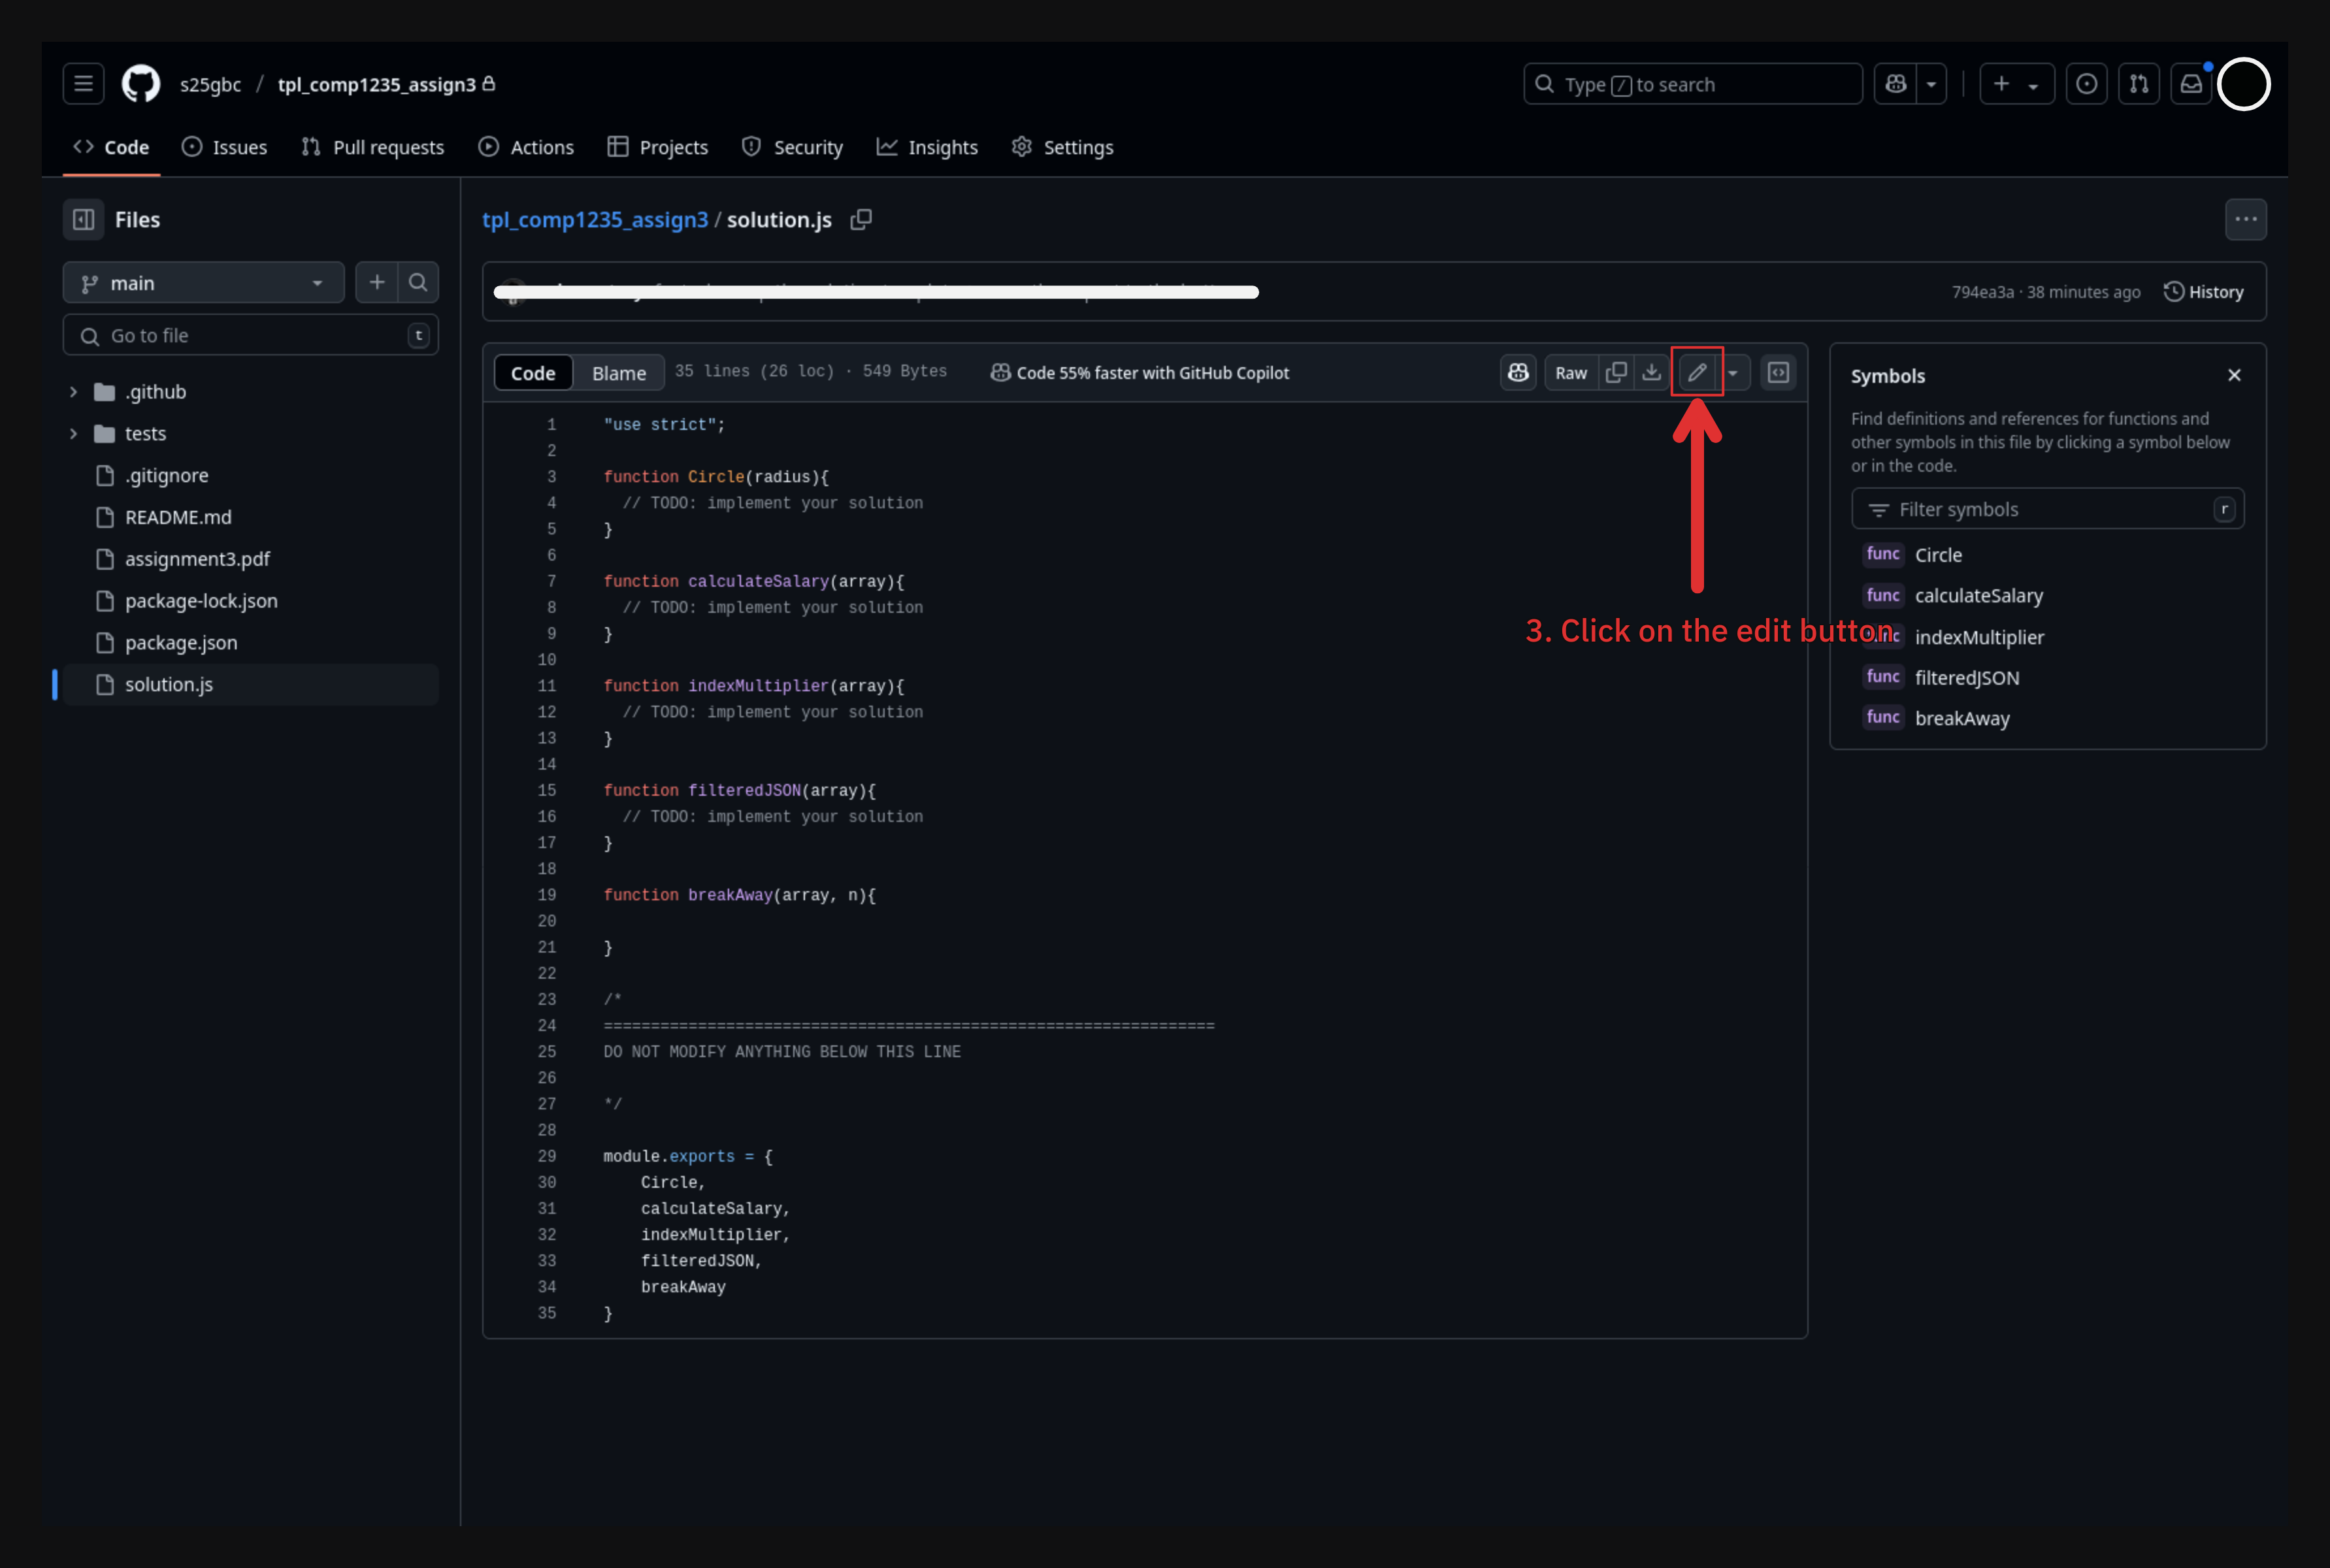 s25gbc / tpl_comp1235_assign3
Type / to search
Code Issues Pull requests Actions Projects Security Insights Settings
Files
main
Go to file t
.github
tests
.gitignore
README.md
assignment3.pdf
package-lock.json
package.json
solution.js
tpl_comp1235_assign3 / solution.js
794ea3a · 38 minutes ago History
Code Blame 35 lines (26 loc) · 549 Bytes Code 55% faster with GitHub Copilot Raw
1 "use strict";
2
3 function Circle(radius){
4 // TODO: implement your solution
5 }
6
7 function calculateSalary(array){
8 // TODO: implement your solution
9 }
10
11 function indexMultiplier(array){
12 // TODO: implement your solution
13 }
14
15 function filteredJSON(array){
16 // TODO: implement your solution
17 }
18
19 function breakAway(array, n){
20
21 }
22
23 /*
24 =================================================================
25 DO NOT MODIFY ANYTHING BELOW THIS LINE
26
27 */
28
29 module.exports = {
30 Circle,
31 calculateSalary,
32 indexMultiplier,
33 filteredJSON,
34 breakAway
35 }
3. Click on the edit button
Symbols
Find definitions and references for functions and
other symbols in this file by clicking a symbol below
or in the code.
Filter symbols r
func Circle
func calculateSalary
indexMultiplier
func filteredJSON
func breakAway